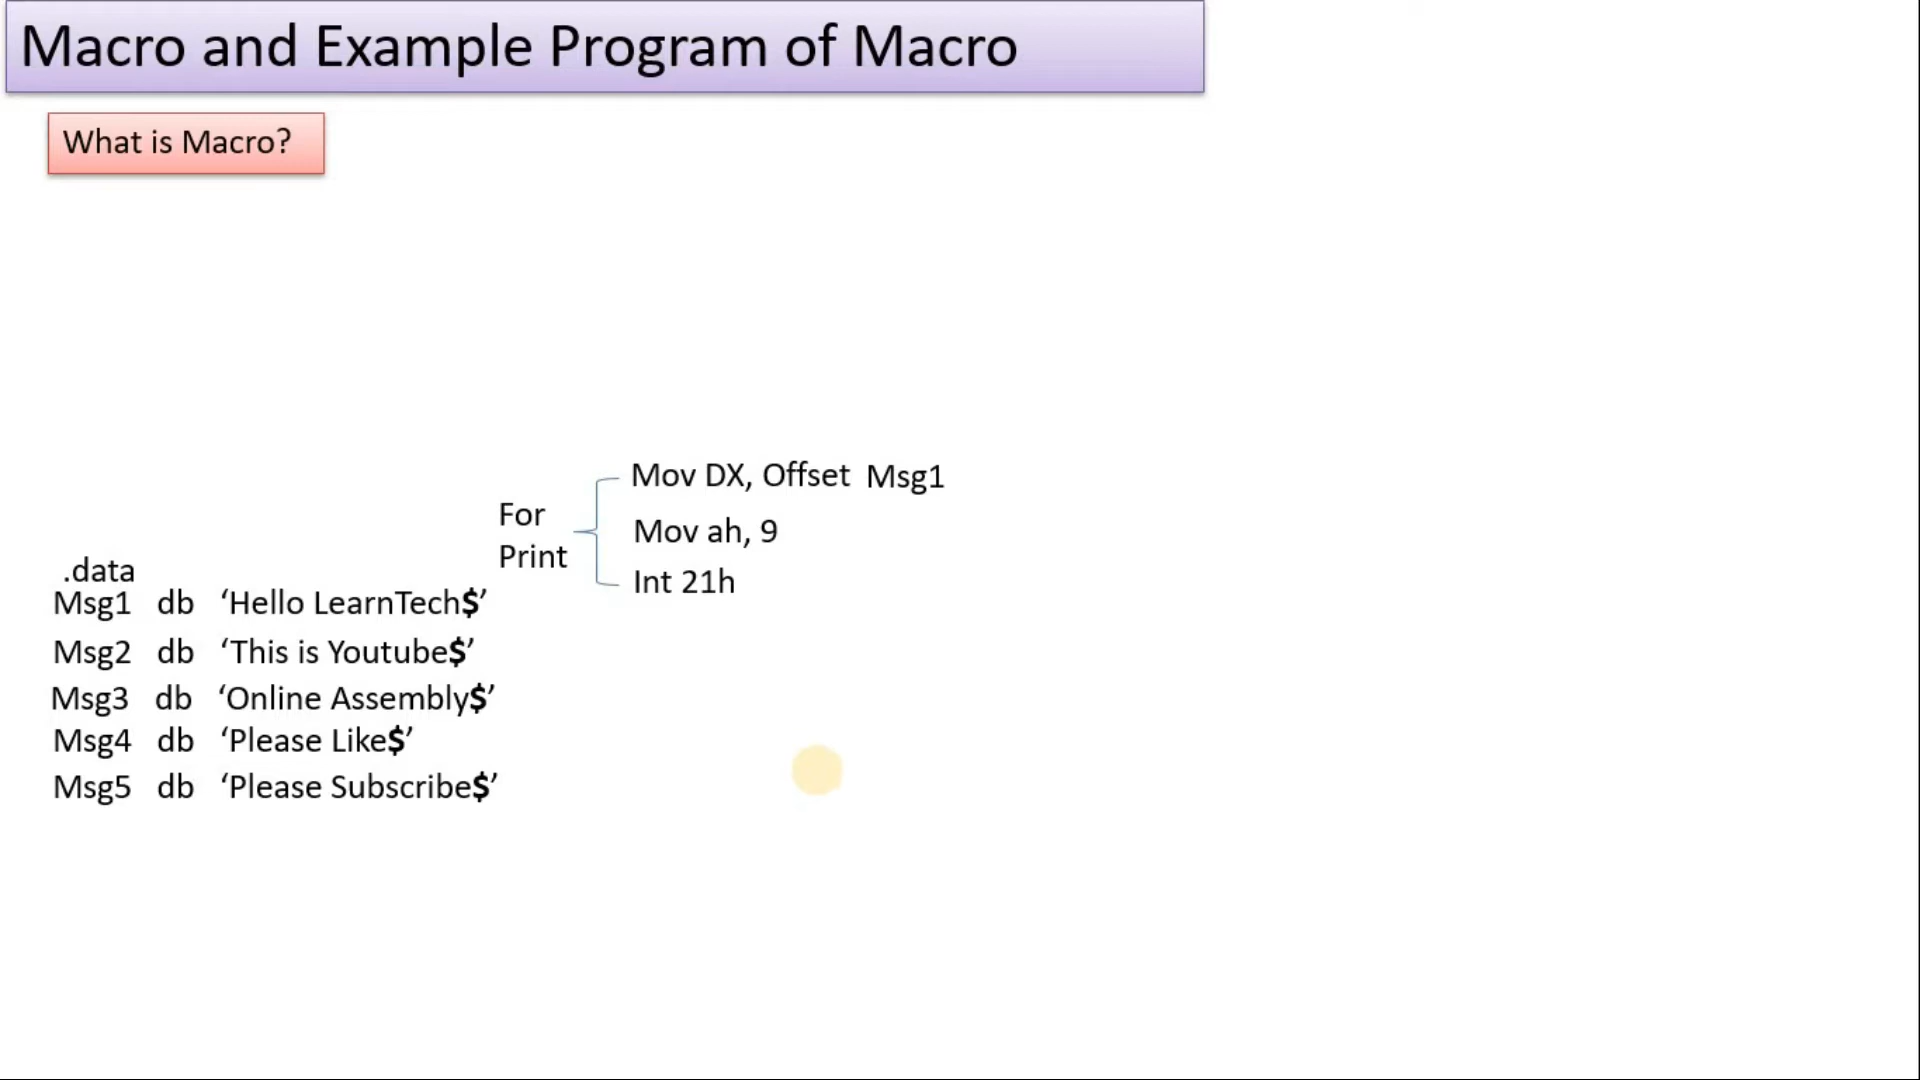 Macro and Example Program of Macro
What is Macro?
Mov DX, Offset Msg1
For
Print
Mov ah, 9
Int 21h
.data
Msg1 db ‘Hello LearnTech$’
Msg2 db ‘This is Youtube$’
Msg3 db ‘Online Assembly$’
Msg4 db ‘Please Like$’
Msg5 db ‘Please Subscribe$’